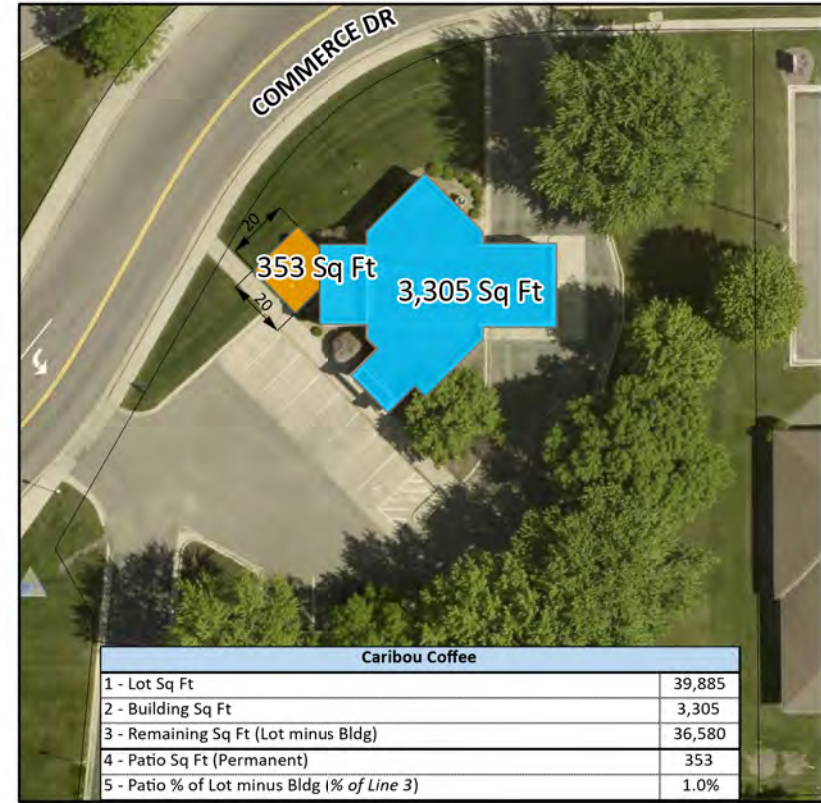 COMMERCE DR
20
353 Sq Ft
3,305 Sq Ft
20
Caribou Coffee
1 - Lot Sq Ft 39,885
2 - Building Sq Ft 3,305
3 - Remaining Sq Ft (Lot minus Bldg) 36,580
4 - Patio Sq Ft (Permanent) 353
5 - Patio % of Lot minus Bldg (% of Line 3) 1.0%